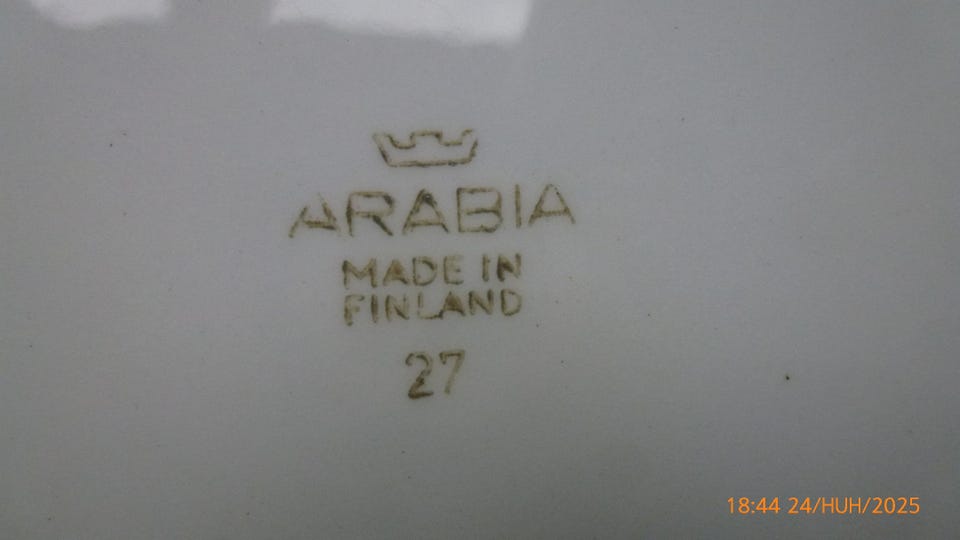 ARABIA
MADE IN
FINLAND
27
18:44 24/HUH/2025